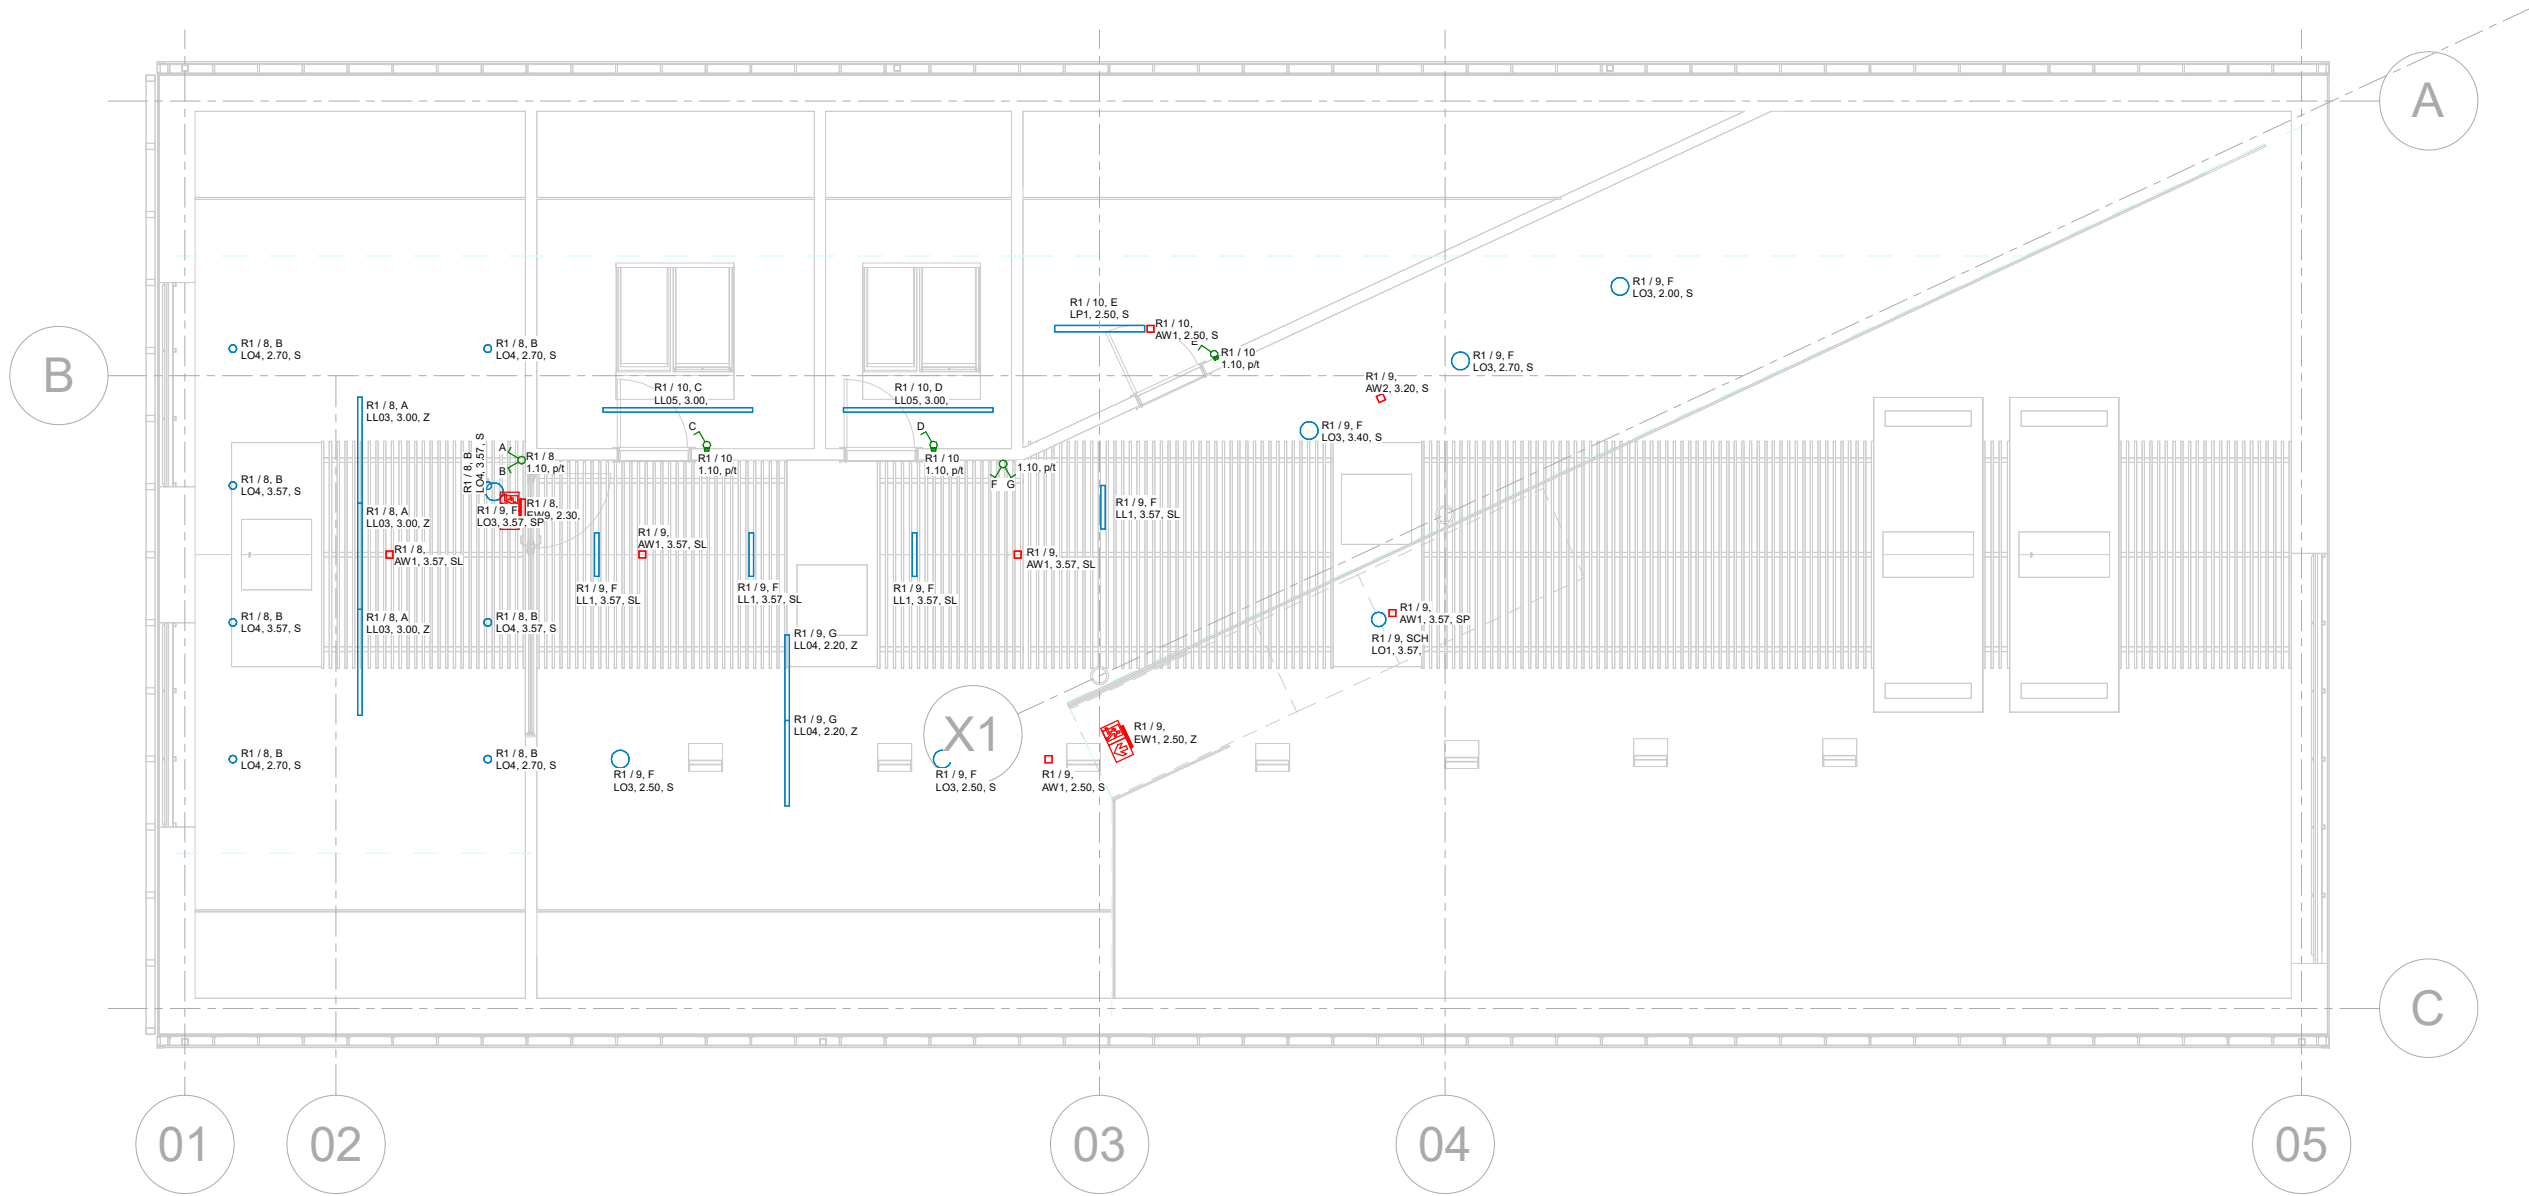 A
R1 / 9, F
LO3, 2.00, S
R1 / 10, E
LP1, 2.50, S
R1 / 10,
AW1, 2.50, S
E
R1 / 10
1.10, p/t
R1 / 8, B
LO4, 2.70, S
R1 / 8, B
LO4, 2.70, S
R1 / 9, F
LO3, 2.70, S
B
R1 / 9,
AW2, 3.20, S
R1 / 10, C
LL05, 3.00,
R1 / 10, D
LL05, 3.00,
R1 / 8, A
LL03, 3.00, Z
R1 / 9, F
LO3, 3.40, S
C
D
R1 / 8, B
LO4, 3.57, S
A
B
R1 / 8
1.10, p/t
R1 / 10
1.10, p/t
R1 / 10
1.10, p/t
1.10, p/t
F G
R1 / 8, B
LO4, 3.57, S
R1 / 8, A
LL03, 3.00, Z
R1 / 9, F
LO3, 3.57, SP
R1 / 8,
EW9, 2.30,
R1 / 9, F
LL1, 3.57, SL
R1 / 8,
AW1, 3.57, SL
R1 / 9,
AW1, 3.57, SL
R1 / 9,
AW1, 3.57, SL
R1 / 9, F
LL1, 3.57, SL
R1 / 9, F
LL1, 3.57, SL
R1 / 9, F
LL1, 3.57, SL
R1 / 8, B
LO4, 3.57, S
R1 / 8, A
LL03, 3.00, Z
R1 / 8, B
LO4, 3.57, S
R1 / 9, G
LL04, 2.20, Z
R1 / 9,
AW1, 3.57, SP
R1 / 9, SCH
LO1, 3.57,
R1 / 9, G
LL04, 2.20, Z
X1
R1 / 9,
EW1, 2.50, Z
R1 / 8, B
LO4, 2.70, S
R1 / 8, B
LO4, 2.70, S
R1 / 9, F
LO3, 2.50, S
R1 / 9, F
LO3, 2.50, S
R1 / 9,
AW1, 2.50, S
C
01
02
03
04
05